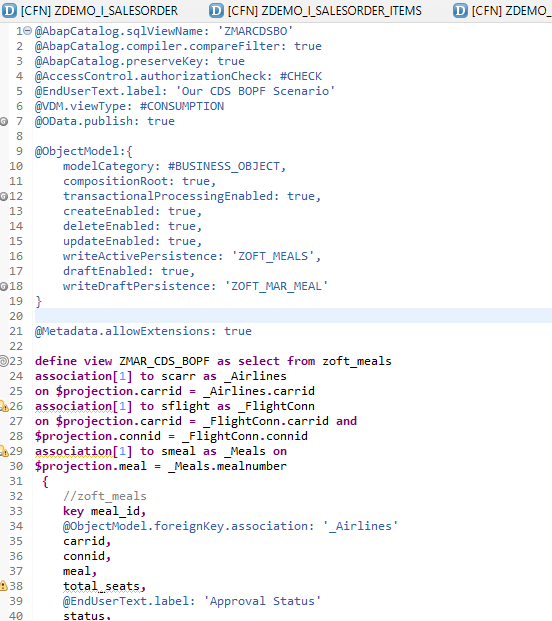 [CFN] ZDEMO_I_SALESORDER [CFN] ZDEMO_I_SALESORDER_ITEMS [CFN] ZDEMO_
1 @AbapCatalog.sqlViewName: 'ZMARCDSBO'
2 @AbapCatalog.compiler.compareFilter: true
3 @AbapCatalog.preserveKey: true
4 @AccessControl.authorizationCheck: #CHECK
5 @EndUserText.label: 'Our CDS BOPF Scenario'
6 @VDM.viewType: #CONSUMPTION
7 @OData.publish: true
8
9 @ObjectModel:{
10 modelCategory: #BUSINESS_OBJECT,
11 compositionRoot: true,
12 transactionalProcessingEnabled: true,
13 createEnabled: true,
14 deleteEnabled: true,
15 updateEnabled: true,
16 writeActivePersistence: 'ZOFT_MEALS',
17 draftEnabled: true,
18 writeDraftPersistence: 'ZOFT_MAR_MEAL'
19 }
20
21 @Metadata.allowExtensions: true
22
23 define view ZMAR_CDS_BOPF as select from zoft_meals
24 association[1] to scarr as _Airlines
25 on $projection.carrid = _Airlines.carrid
26 association[1] to sflight as _FlightConn
27 on $projection.carrid = _FlightConn.carrid and
28 $projection.connid = _FlightConn.connid
29 association[1] to smeal as _Meals on
30 $projection.meal = _Meals.mealnumber
31 {
32 //zoft_meals
33 key meal_id,
34 @ObjectModel.foreignKey.association: '_Airlines'
35 carrid,
36 connid,
37 meal,
38 total_seats,
39 @EndUserText.label: 'Approval Status'
40 status,